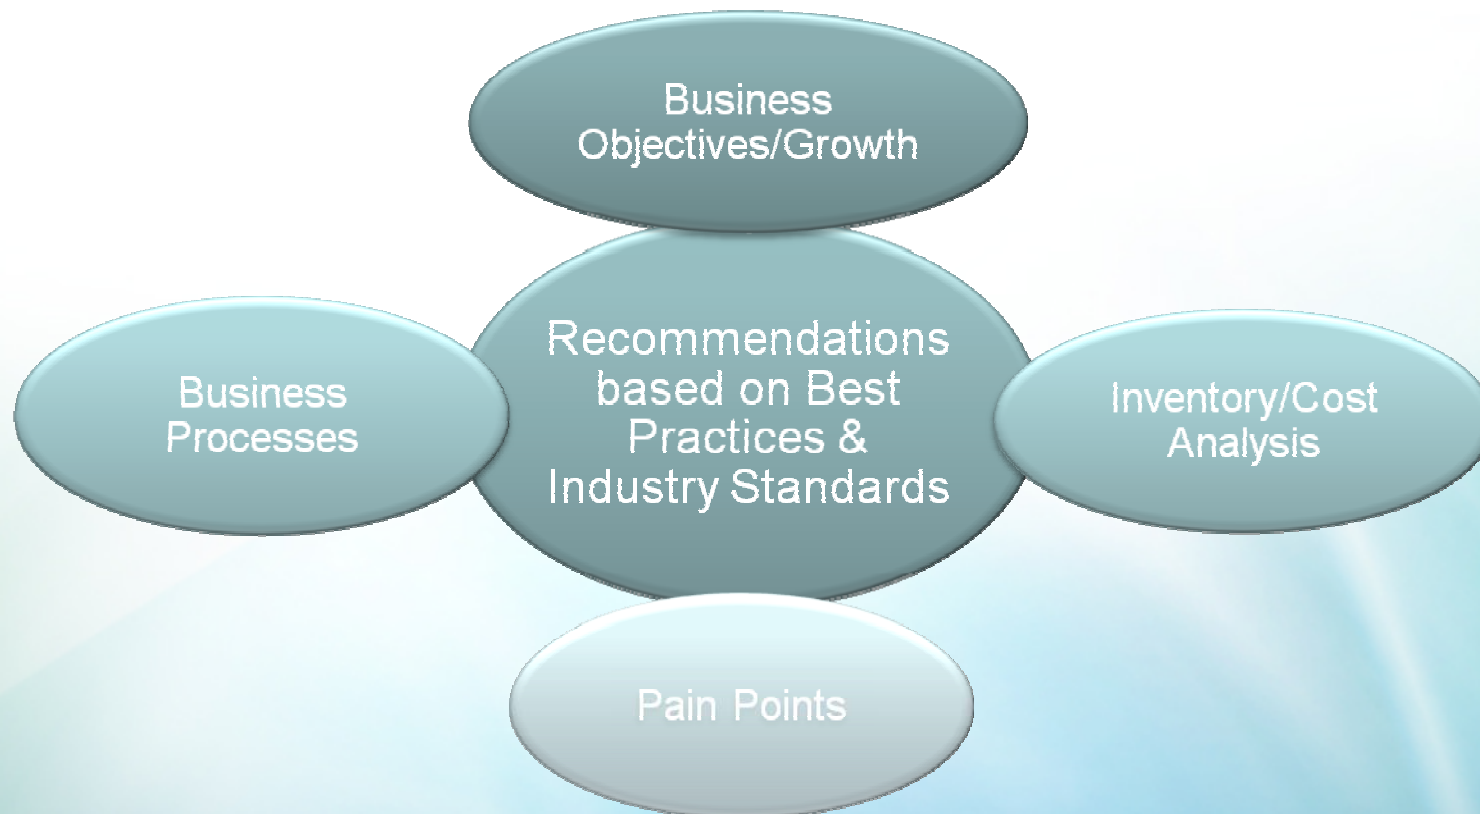 Business
Objectives/Growth
Recommendations
based on Best
Practices &
Industry Standards
Business
Processes
Inventory/Cost
Analysis
Pain Points